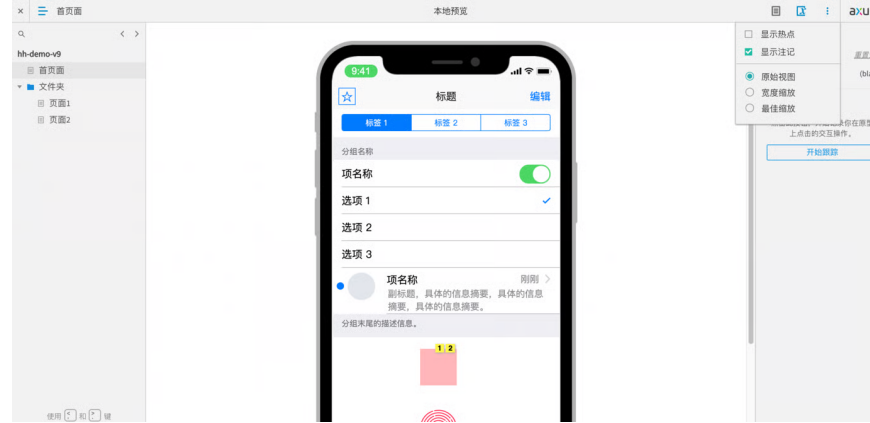 首页面
本地预览
axu
hh-demo-v9
首页面
文件夹
页面1
页面2
使用 < 和 > 键
9:41
标题
编辑
标签 1
标签 2
标签 3
分组名称
项名称
选项 1
选项 2
选项 3
项名称
刚刚
副标题，具体的信息摘要，具体的信息
摘要，具体的信息摘要。
分组末尾的描述信息。
1 2
显示热点
显示注记
原始视图
宽度缩放
最佳缩放
(bla
你在原型
上点击的交互操作。
开始跟踪